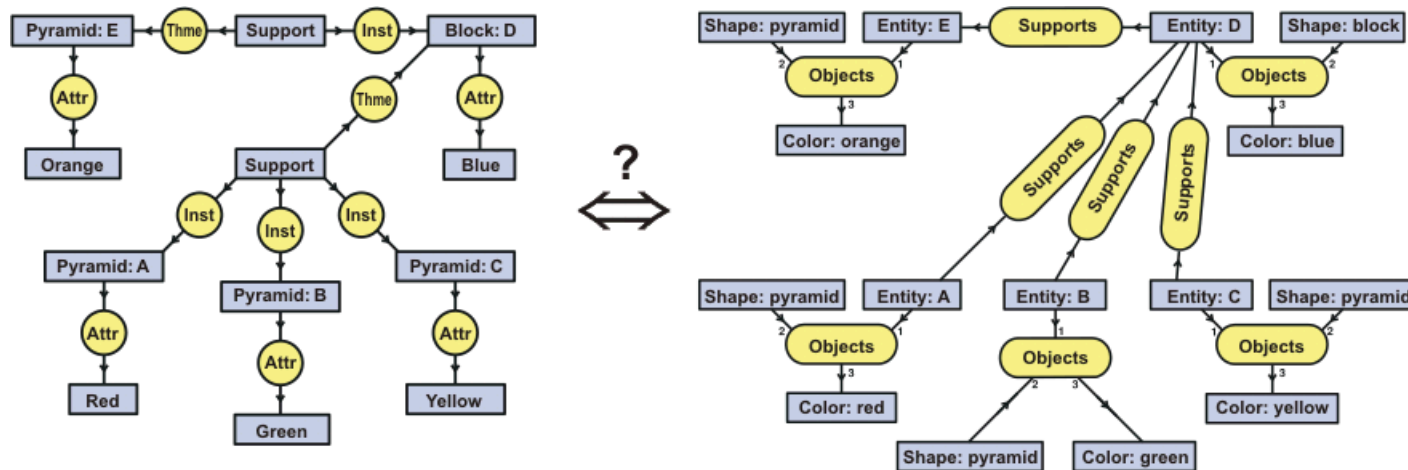 Pyramid: E
Thme
Support
Inst
Block: D
Attr
Thme
Attr
Orange
Support
Blue
Inst
Inst
Inst
Pyramid: A
Pyramid: B
Pyramid: C
Attr
Attr
Attr
Red
Green
Yellow
?
Shape: pyramid
Entity: E
Supports
Entity: D
Shape: block
2
1
1
2
Objects
Objects
3
3
Color: orange
Color: blue
Supports
Supports
Supports
Shape: pyramid
Entity: A
Entity: B
Entity: C
Shape: pyramid
2
1
1
1
2
Objects
Objects
Objects
3
2
3
3
Color: red
Color: yellow
Shape: pyramid
Color: green